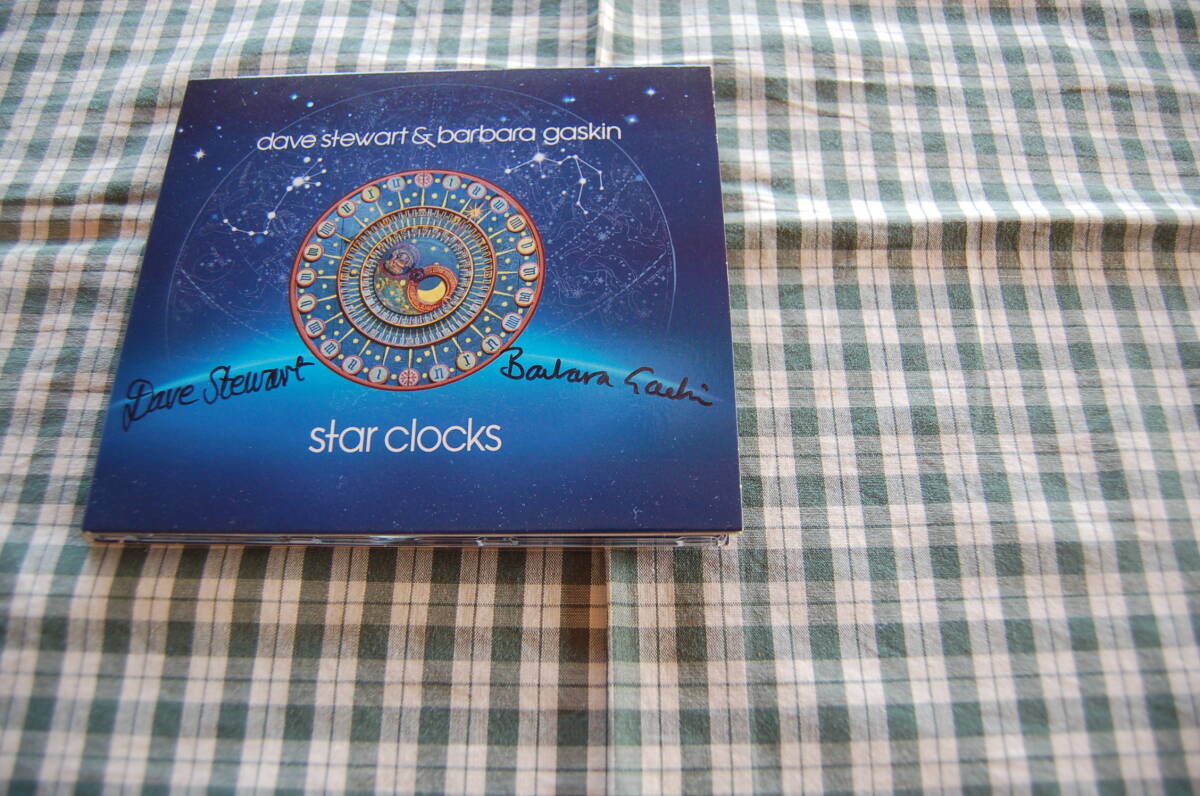 dave stewart & barbara gaskin
Dave Stewart
Barbara Gaskin
star clocks